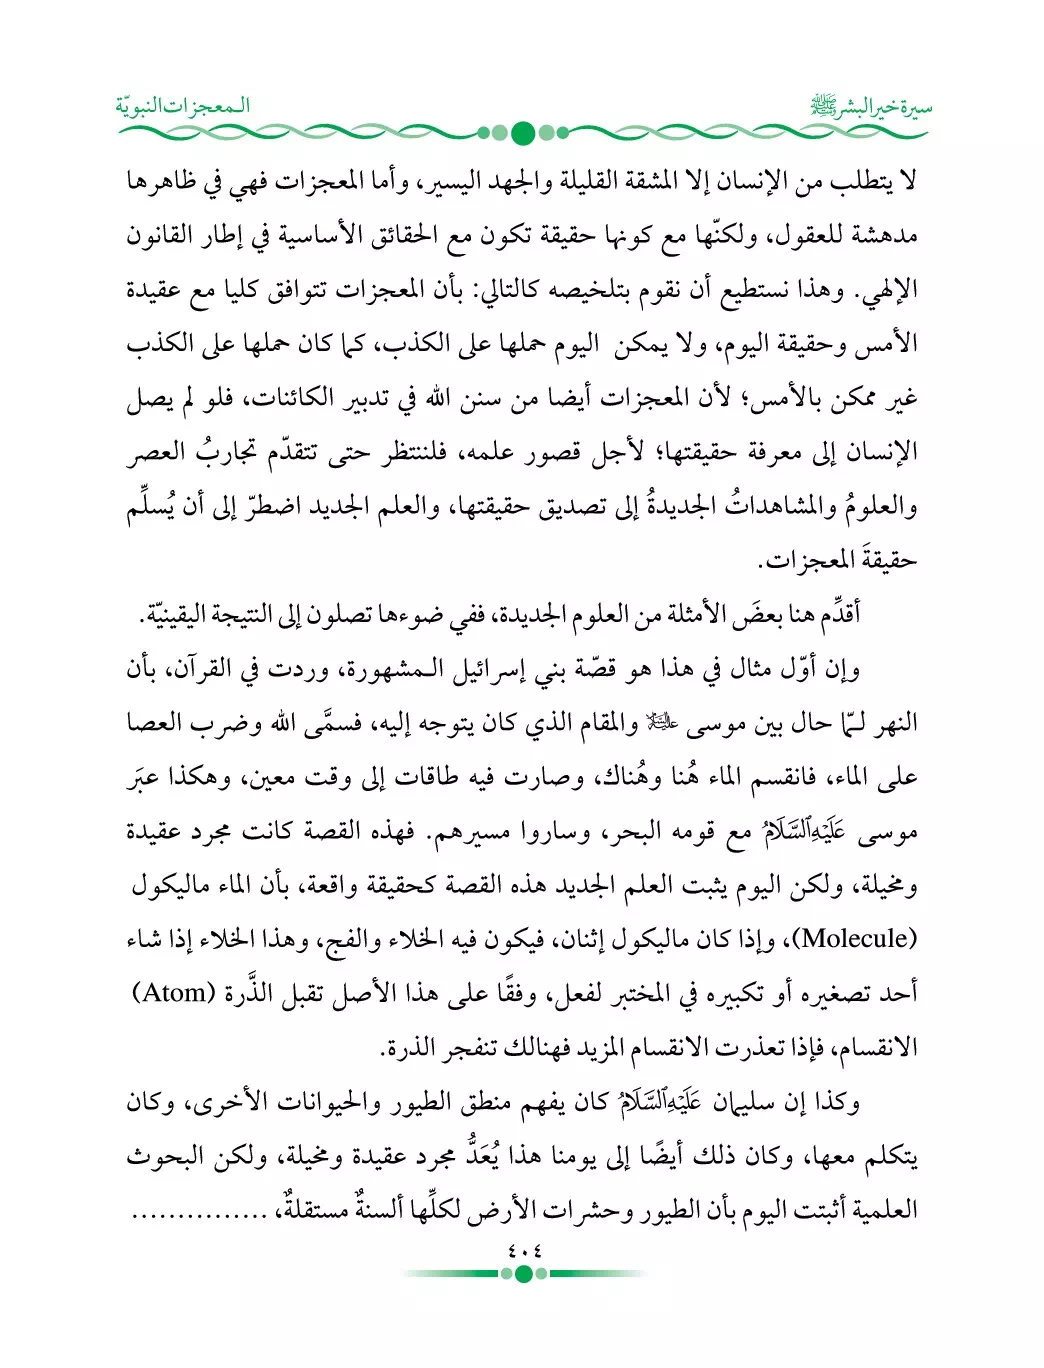 سيرة خير البشر ﷺ
الـمعجزات النبويّة
لا يتطلب من الإنسان إلا المشقة القليلة والجهد اليسير، وأما المعجزات فهي في ظاهرها
مدهشة للعقول، ولكنّها مع كونها حقيقة تكون مع الحقائق الأساسية في إطار القانون
الإلهي. وهذا نستطيع أن نقوم بتلخيصه كالتالي: بأن المعجزات تتوافق كليا مع عقيدة
الأمس وحقيقة اليوم، ولا يمكن اليوم حملها على الكذب، كما كان حملها على الكذب
غير ممكن بالأمس؛ لأن المعجزات أيضا من سنن الله في تدبير الكائنات، فلو لم يصل
الإنسان إلى معرفة حقيقتها؛ لأجل قصور علمه، فلننتظر حتى تتقدّم تجاربُ العصر
والعلومُ والمشاهداتُ الجديدةُ إلى تصديق حقيقتها، والعلم الجديد اضطرّ إلى أن يُسلِّم
حقيقةَ المعجزات.
أقدِّم هنا بعضَ الأمثلة من العلوم الجديدة، ففي ضوءها تصلون إلى النتيجة اليقينيّة.
وإن أوّل مثال في هذا هو قصّة بني إسرائيل الـمشهورة، وردت في القرآن، بأن
النهر لـمّا حال بين موسى عليه السلام والمقام الذي كان يتوجه إليه، فسمَّى الله وضرب العصا
على الماء، فانقسم الماء هُنا وهُناك، وصارت فيه طاقات إلى وقت معين، وهكذا عبَر
موسى عَلَيْهِ ٱلسَّلَامُ مع قومه البحر، وساروا مسيرهم. فهذه القصة كانت مجرد عقيدة
ومخيلة، ولكن اليوم يثبت العلم الجديد هذه القصة كحقيقة واقعة، بأن الماء ماليكول
(Molecule)، وإذا كان ماليكول إثنان، فيكون فيه الخلاء والفج، وهذا الخلاء إذا شاء
أحد تصغيره أو تكبيره في المختبر لفعل، وفقًا على هذا الأصل تقبل الذَّرة (Atom)
الانقسام، فإذا تعذرت الانقسام المزيد فهنالك تنفجر الذرة.
وكذا إن سليمان عَلَيْهِ ٱلسَّلَامُ كان يفهم منطق الطيور والحيوانات الأخرى، وكان
يتكلم معها، وكان ذلك أيضًا إلى يومنا هذا يُعَدُّ مجرد عقيدة ومخيلة، ولكن البحوث
العلمية أثبتت اليوم بأن الطيور وحشرات الأرض لكلِّها ألسنةٌ مستقلةٌ، ...............
٤٠٤